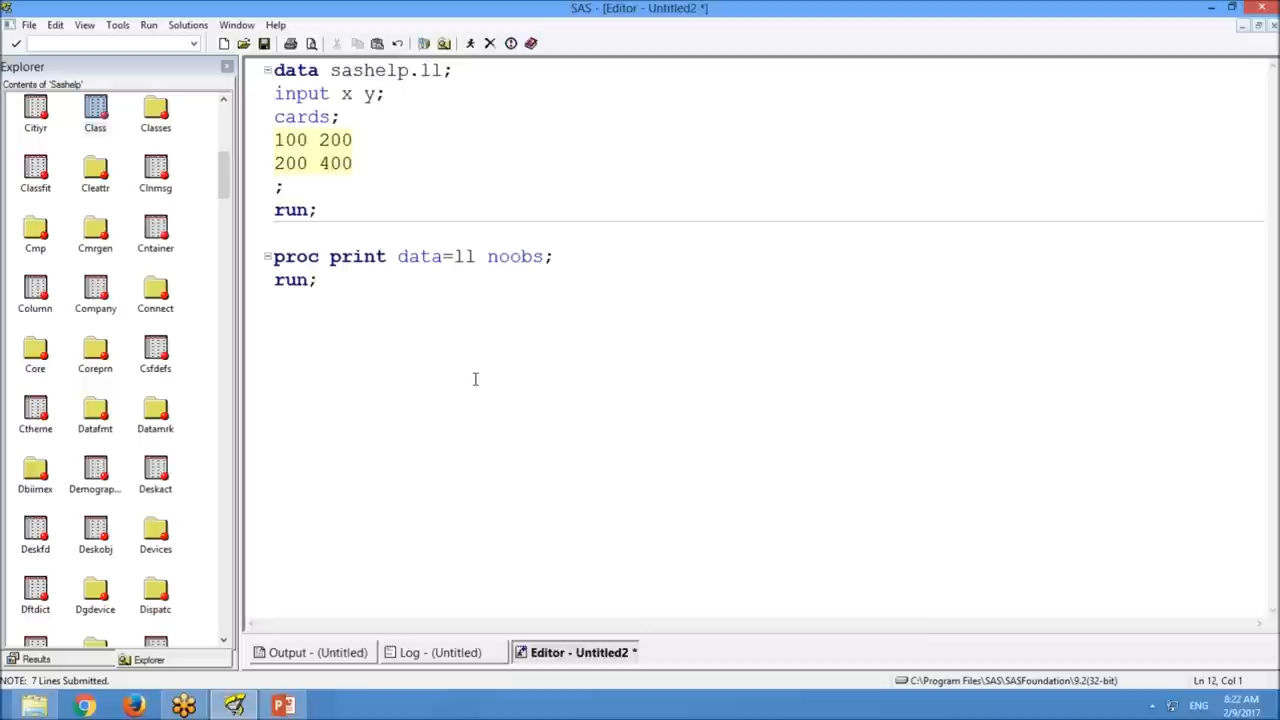 SAS - [Editor - Untitled2 *]
File Edit View Tools Run Solutions Window Help
Explorer
Contents of 'Sashelp'
Citiyr Class Classes
Classfit Cleattr Clnmsg
Cmp Cmrgen Cntainer
Column Company Connect
Core Coreprn Csfdefs
Ctheme Datafmt Datamrk
Dbiimex Demograp... Deskact
Deskfd Deskobj Devices
Dftdict Dgdevice Dispatc
Results Explorer
data sashelp.ll;
input x y;
cards;
100 200
200 400
;
run;
proc print data=ll noobs;
run;
Output - (Untitled) Log - (Untitled) Editor - Untitled2 *
NOTE: 7 Lines Submitted. C:\Program Files\SAS\SASFoundation\9.2(32-bit) Ln 12, Col 1
ENG 8:22 AM
2/9/2017